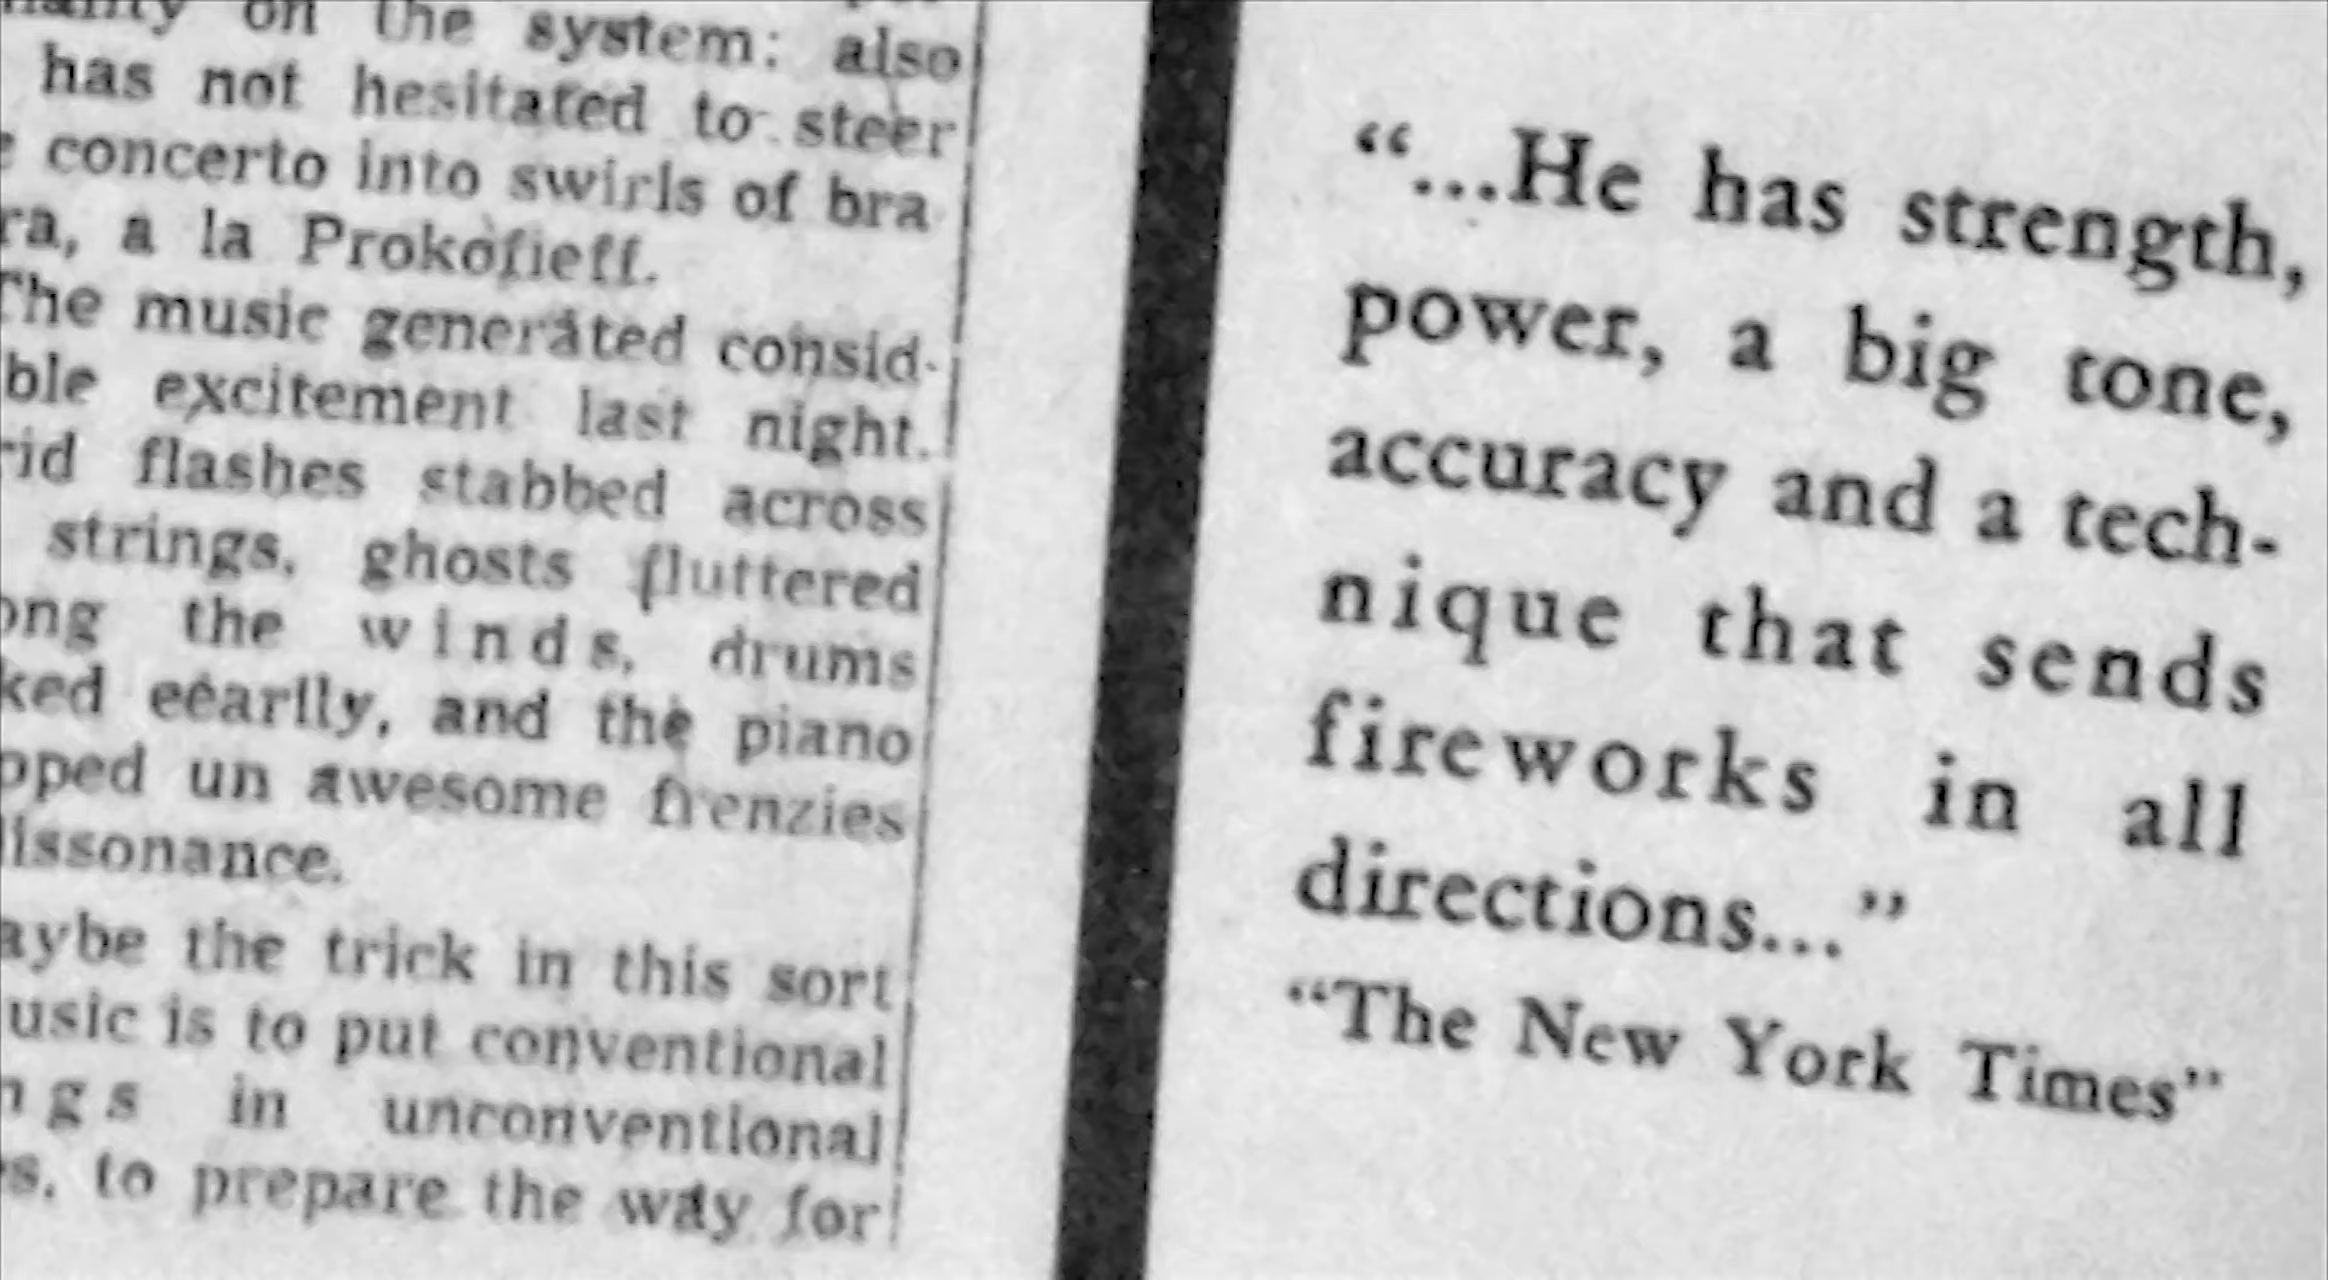 on the system: also
has not hesitated to steer
concerto into swirls of bra
ra, a la Prokofieff.
The music generated consid-
ble excitement last night.
rid flashes stabbed across
strings, ghosts fluttered
ong the winds, drums
ked eearlly, and the piano
pped un awesome frenzies
dissonance.
aybe the trick in this sort
usic is to put conventional
ngs in unconventional
es, to prepare the way for
“...He has strength,
power, a big tone,
accuracy and a tech-
nique that sends
fireworks in all
directions...”
“The New York Times”